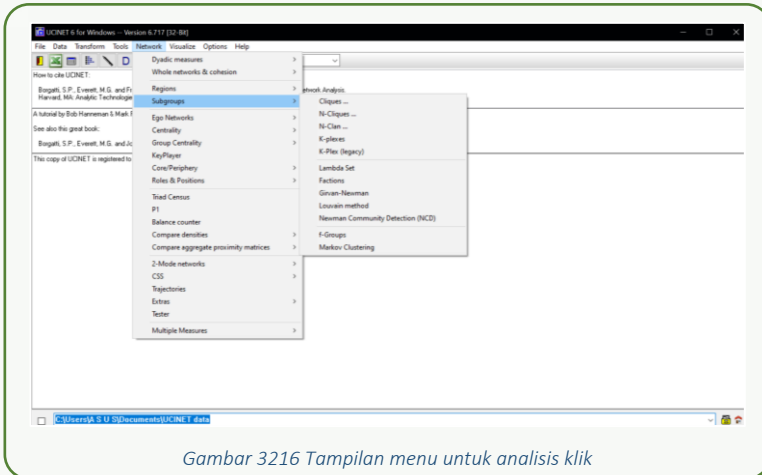 UCINET 6 for Windows -- Version 6.717 [32-Bit]
File Data Transform Tools Network Visualize Options Help
D
How to cite UCINET:
Borgatti, S.P., Everett, M.G. and Fr
Network Analysis.
Harvard, MA: Analytic Technologie
A tutorial by Bob Hanneman & Mark R
See also this great book:
Borgatti, S.P., Everett, M.G. and Jo
This copy of UCINET is registered to
Dyadic measures
Whole networks & cohesion
Regions
Subgroups
Ego Networks
Centrality
Group Centrality
KeyPlayer
Core/Periphery
Roles & Positions
Triad Census
P1
Balance counter
Compare densities
Compare aggregate proximity matrices
2-Mode networks
CSS
Trajectories
Extras
Tester
Multiple Measures
Cliques ...
N-Cliques ...
N-Clan ...
K-plexes
K-Plex (legacy)
Lambda Set
Factions
Girvan-Newman
Louvain method
Newman Community Detection (NCD)
f-Groups
Markov Clustering
C:\Users\A S U S\Documents\UCINET data
Gambar 3216 Tampilan menu untuk analisis klik